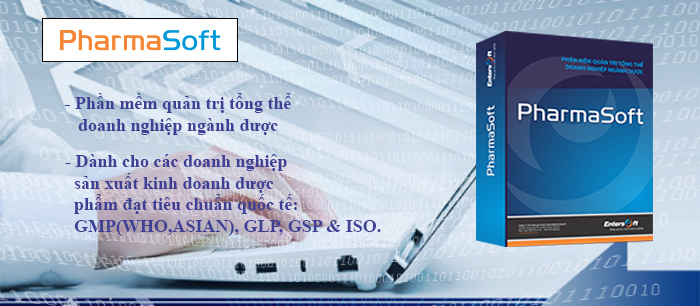 PharmaSoft
- Phần mềm quản trị tổng thể
doanh nghiệp ngành dược
- Dành cho các doanh nghiệp
sản xuất kinh doanh dược
phẩm đạt tiêu chuẩn quốc tế:
GMP(WHO,ASIAN), GLP, GSP & ISO.
EnterSoft
PharmaSoft
PHẦN MỀM QUẢN TRỊ TỔNG THỂ
DOANH NGHIỆP NGÀNH DƯỢC
PharmaSoft
EnterSoft